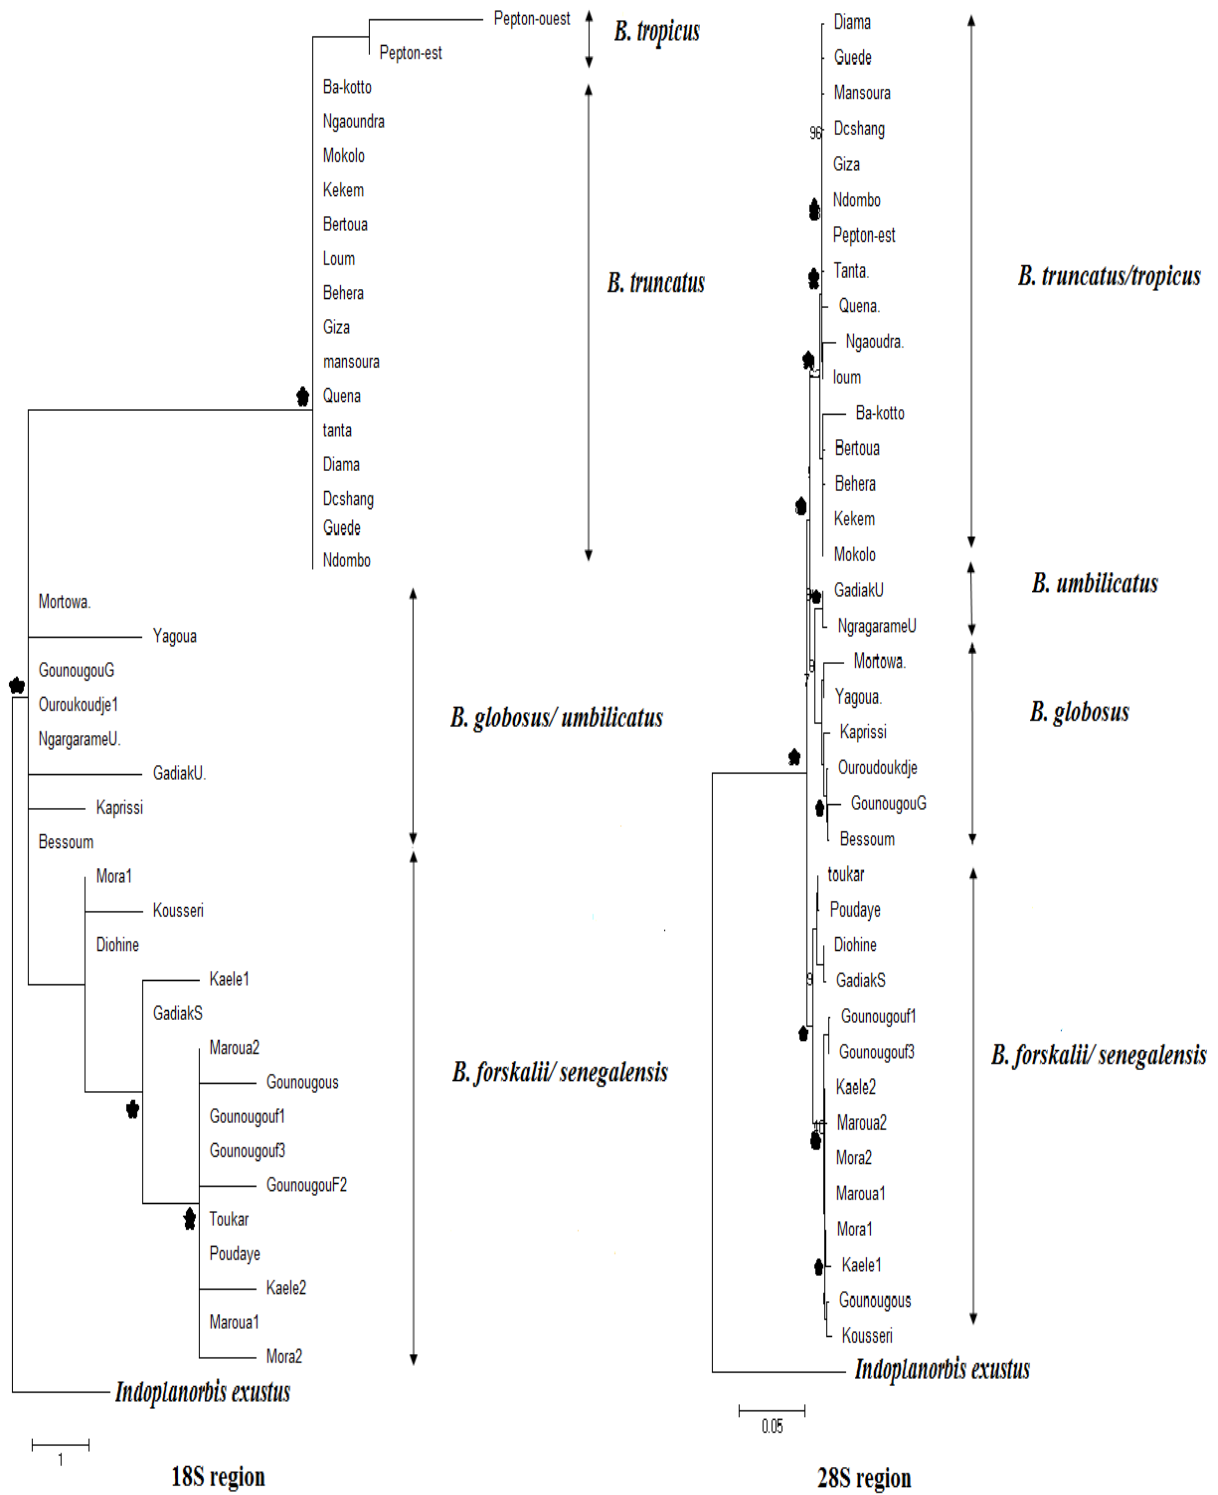 Pepton-ouest
Pepton-est
B. tropicus
Ba-kotto
Ngaoundra
Mokolo
Kekem
Bertoua
Loum
Behera
Giza
mansoura
Quena
tanta
Diama
Dcshang
Guede
Ndombo
B. truncatus
Mortowa.
Yagoua
GounougouG
Ouroukoudje1
NgargarameU.
GadiakU.
Kaprissi
Bessoum
B. globosus/ umbilicatus
Mora1
Kousseri
Diohine
Kaele1
GadiakS
Maroua2
Gounougous
Gounougouf1
Gounougouf3
GounougouF2
Toukar
Poudaye
Kaele2
Maroua1
Mora2
B. forskalii/ senegalensis
Indoplanorbis exustus
1
18S region
Diama
Guede
Mansoura
96
Dcshang
Giza
Ndombo
Pepton-est
Tanta.
Quena.
Ngaoudra.
loum
Ba-kotto
Bertoua
Behera
Kekem
Mokolo
B. truncatus/tropicus
GadiakU
NgragarameU
B. umbilicatus
Mortowa.
Yagoua.
Kaprissi
Ouroudoukdje
GounougouG
Bessoum
B. globosus
toukar
Poudaye
Diohine
GadiakS
9
Gounougouf1
Gounougouf3
Kaele2
Maroua2
Mora2
Maroua1
Mora1
Kaele1
Gounougous
Kousseri
B. forskalii/ senegalensis
Indoplanorbis exustus
0.05
28S region